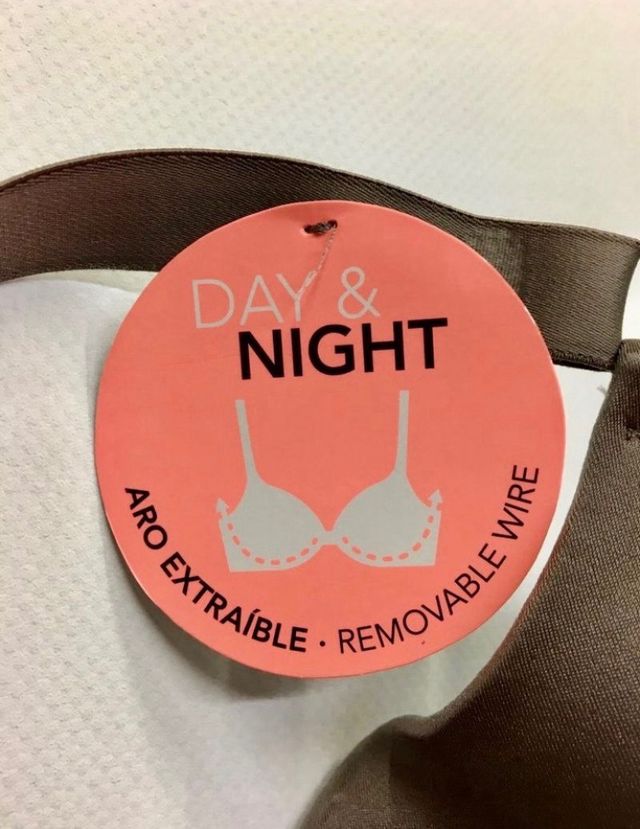 DAY &
NIGHT
ARO EXTRAÍBLE · REMOVABLE WIRE